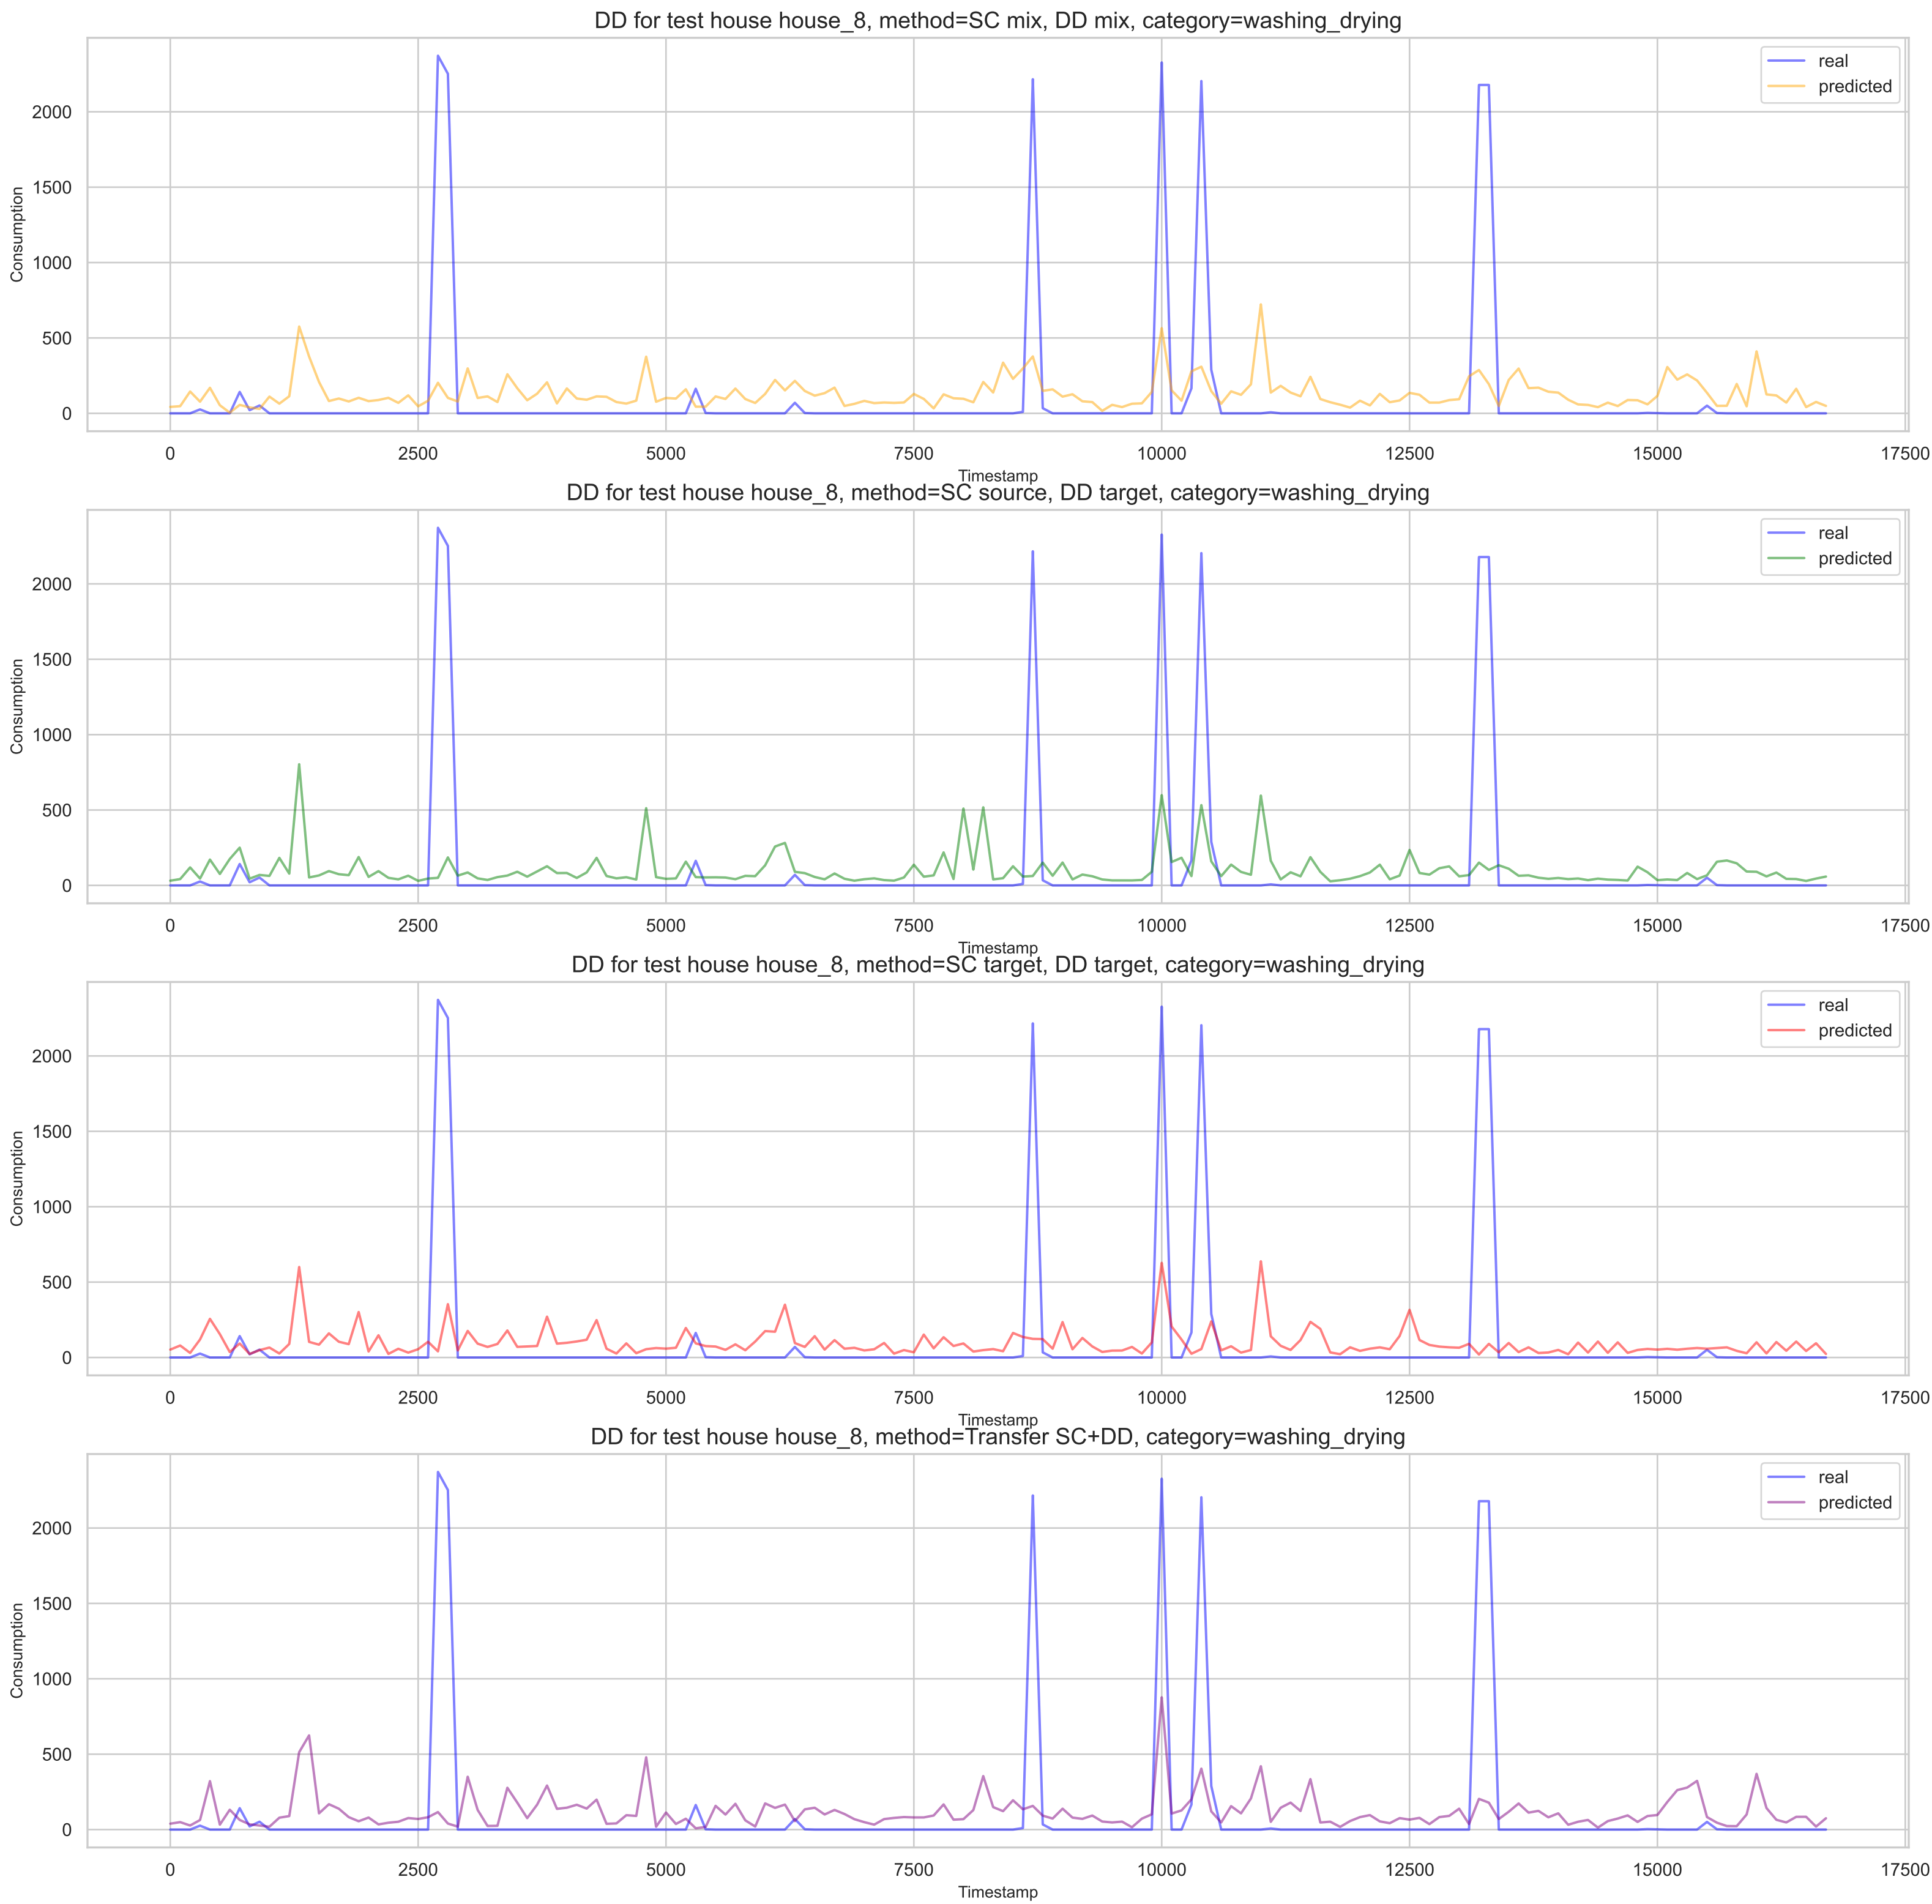 DD for test house house_8, method=SC mix, DD mix, category=washing_drying
real
predicted
2000
1500
1000
500
0
Consumption
0 2500 5000 7500 10000 12500 15000 17500
Timestamp
DD for test house house_8, method=SC source, DD target, category=washing_drying
real
predicted
2000
1500
1000
500
0
Consumption
0 2500 5000 7500 10000 12500 15000 17500
Timestamp
DD for test house house_8, method=SC target, DD target, category=washing_drying
real
predicted
2000
1500
1000
500
0
Consumption
0 2500 5000 7500 10000 12500 15000 17500
Timestamp
DD for test house house_8, method=Transfer SC+DD, category=washing_drying
real
predicted
2000
1500
1000
500
0
Consumption
0 2500 5000 7500 10000 12500 15000 17500
Timestamp